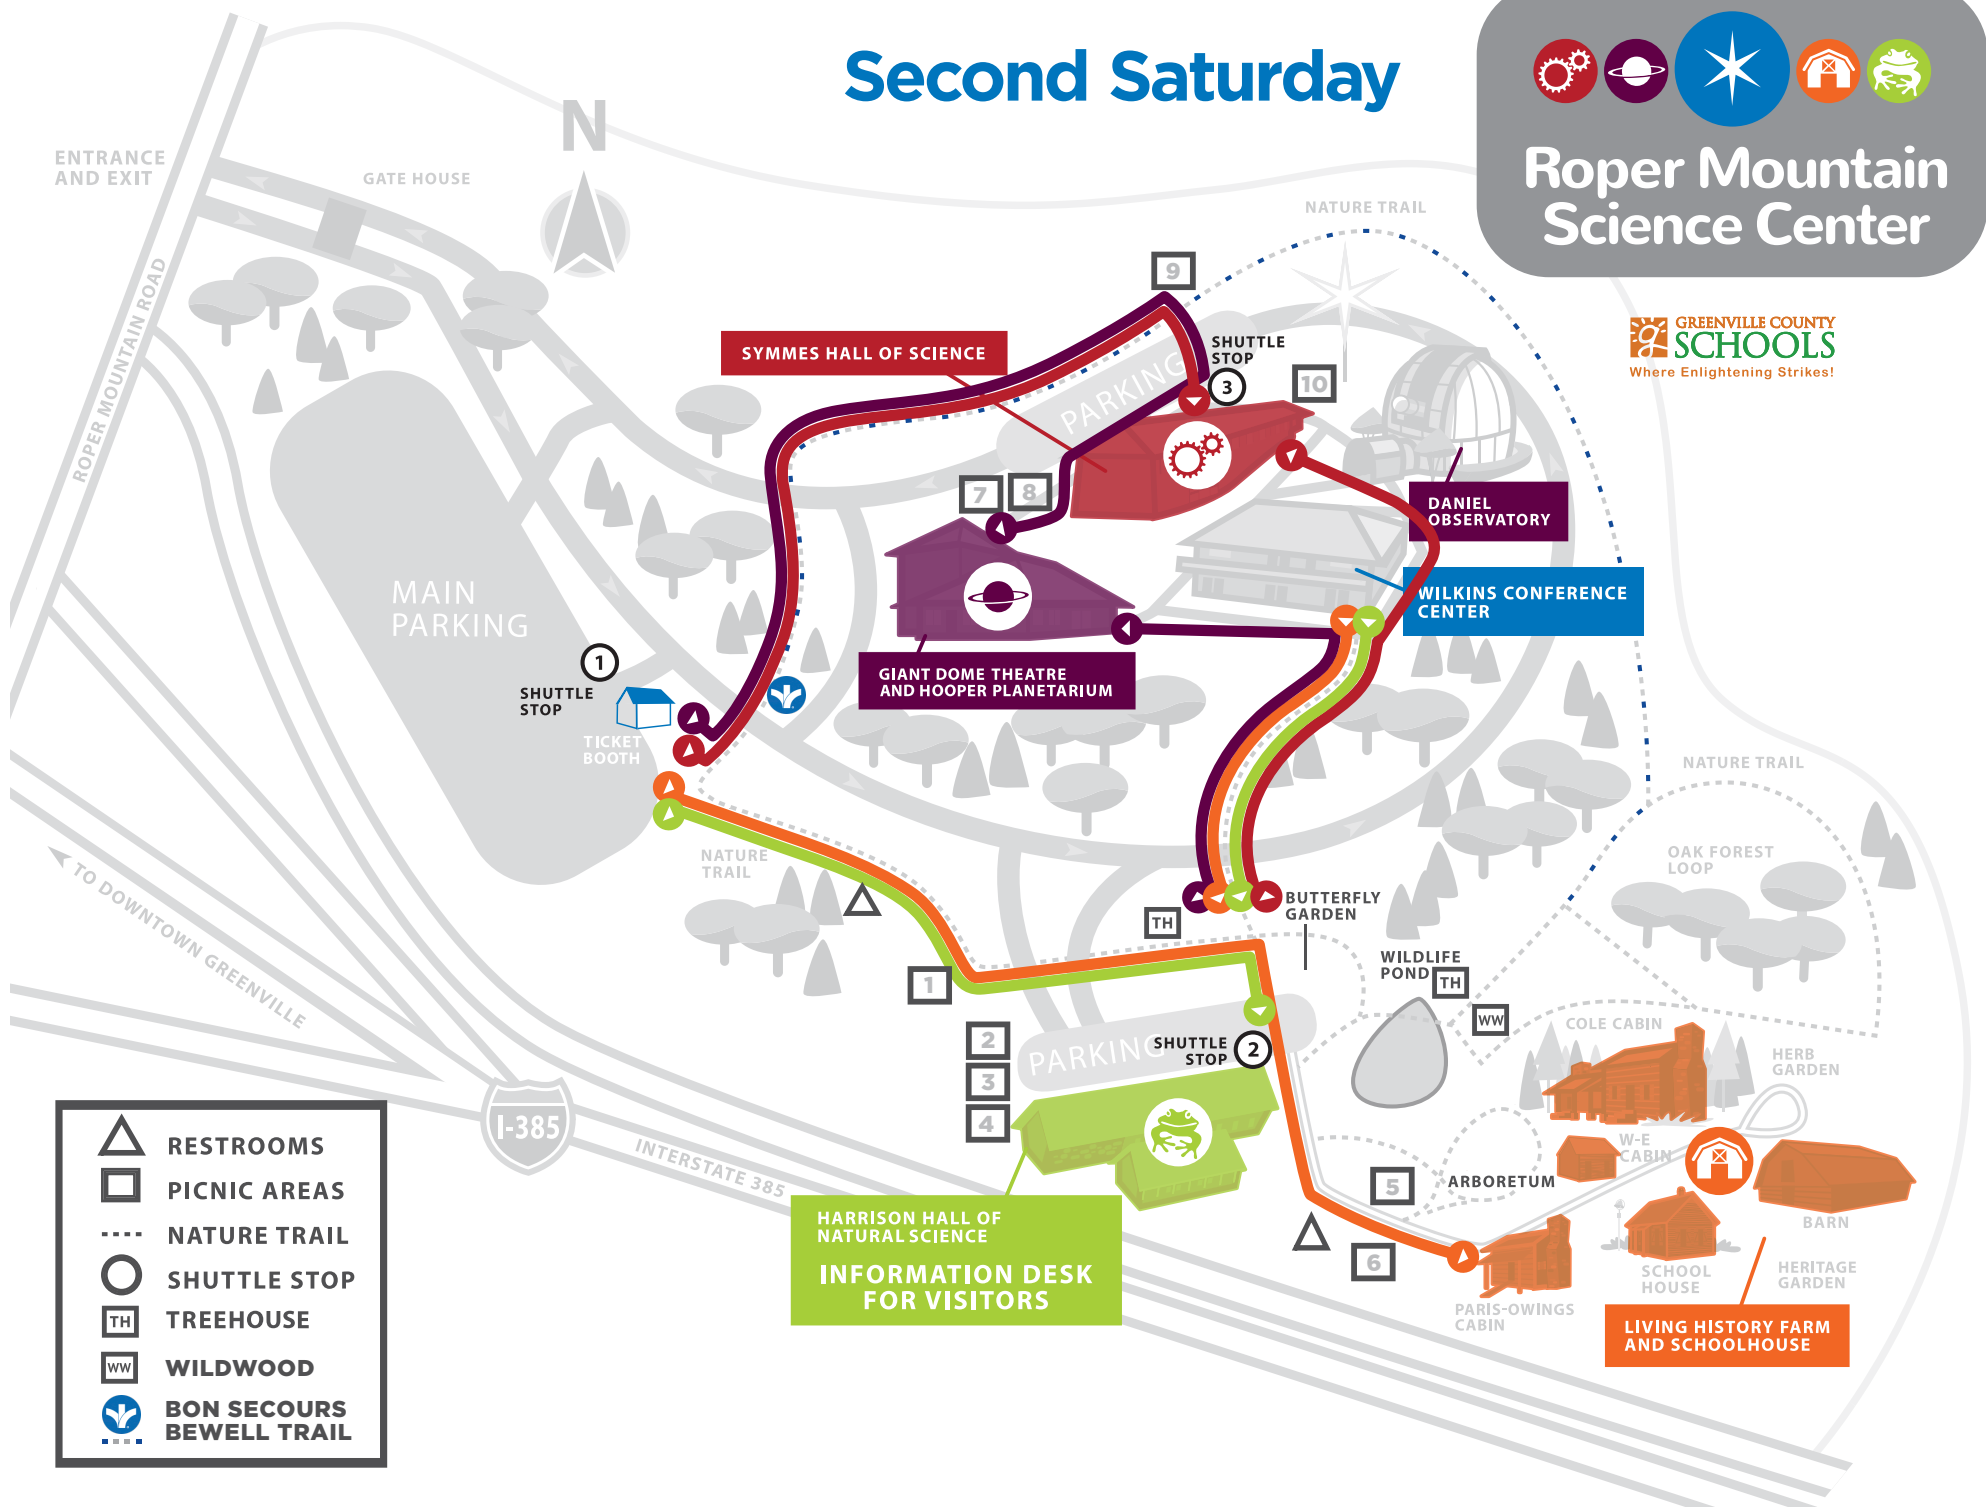 Second Saturday
Roper Mountain
Science Center
GREENVILLE COUNTY
SCHOOLS
Where Enlightening Strikes!
N
ENTRANCE
AND EXIT
GATE HOUSE
ROPER MOUNTAIN ROAD
NATURE TRAIL
9
SYMMES HALL OF SCIENCE
SHUTTLE
STOP
3
10
PARKING
7
8
DANIEL
OBSERVATORY
MAIN
PARKING
WILKINS CONFERENCE
CENTER
1
SHUTTLE
STOP
GIANT DOME THEATRE
AND HOOPER PLANETARIUM
TICKET
BOOTH
NATURE TRAIL
NATURE
TRAIL
OAK FOREST
LOOP
TO DOWNTOWN GREENVILLE
BUTTERFLY
GARDEN
TH
WILDLIFE
POND
TH
WW
1
2
3
4
PARKING
SHUTTLE
STOP
2
COLE CABIN
HERB
GARDEN
I-385
INTERSTATE 385
W-E
CABIN
5
ARBORETUM
6
BARN
SCHOOL
HOUSE
HERITAGE
GARDEN
PARIS-OWINGS
CABIN
HARRISON HALL OF
NATURAL SCIENCE
INFORMATION DESK
FOR VISITORS
LIVING HISTORY FARM
AND SCHOOLHOUSE
RESTROOMS
PICNIC AREAS
NATURE TRAIL
SHUTTLE STOP
TH TREEHOUSE
WW WILDWOOD
BON SECOURS
BEWELL TRAIL